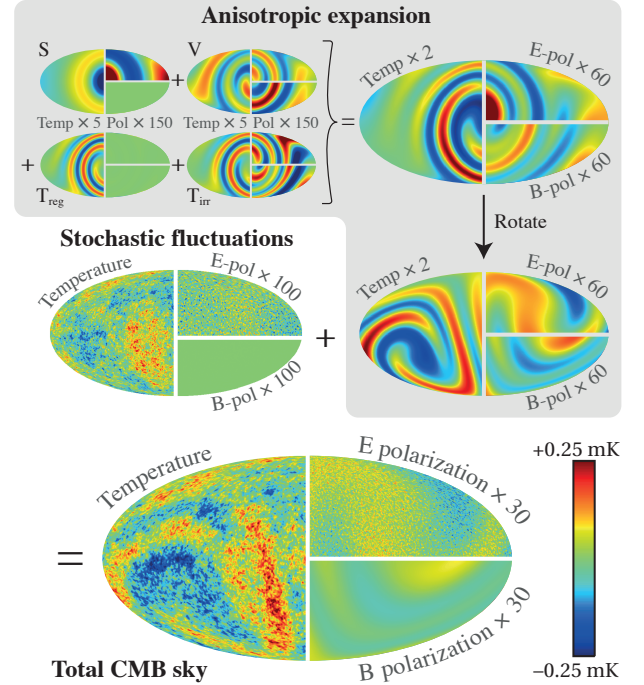 Anisotropic expansion
S
+
V
Temp × 5 Pol × 150
Temp × 5 Pol × 150
+
T_reg
+
T_irr
=
Temp × 2
E-pol × 60
B-pol × 60
Rotate
Stochastic fluctuations
Temperature
E-pol × 100
B-pol × 100
+
Temp × 2
E-pol × 60
B-pol × 60
=
Temperature
E polarization × 30
B polarization × 30
+0.25 mK
−0.25 mK
Total CMB sky